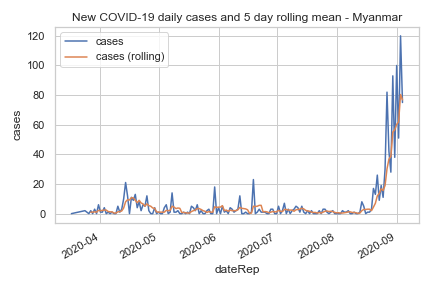 New COVID-19 daily cases and 5 day rolling mean - Myanmar
cases
cases (rolling)
120
100
80
60
40
20
0
cases
2020-04
2020-05
2020-06
2020-07
2020-08
2020-09
dateRep